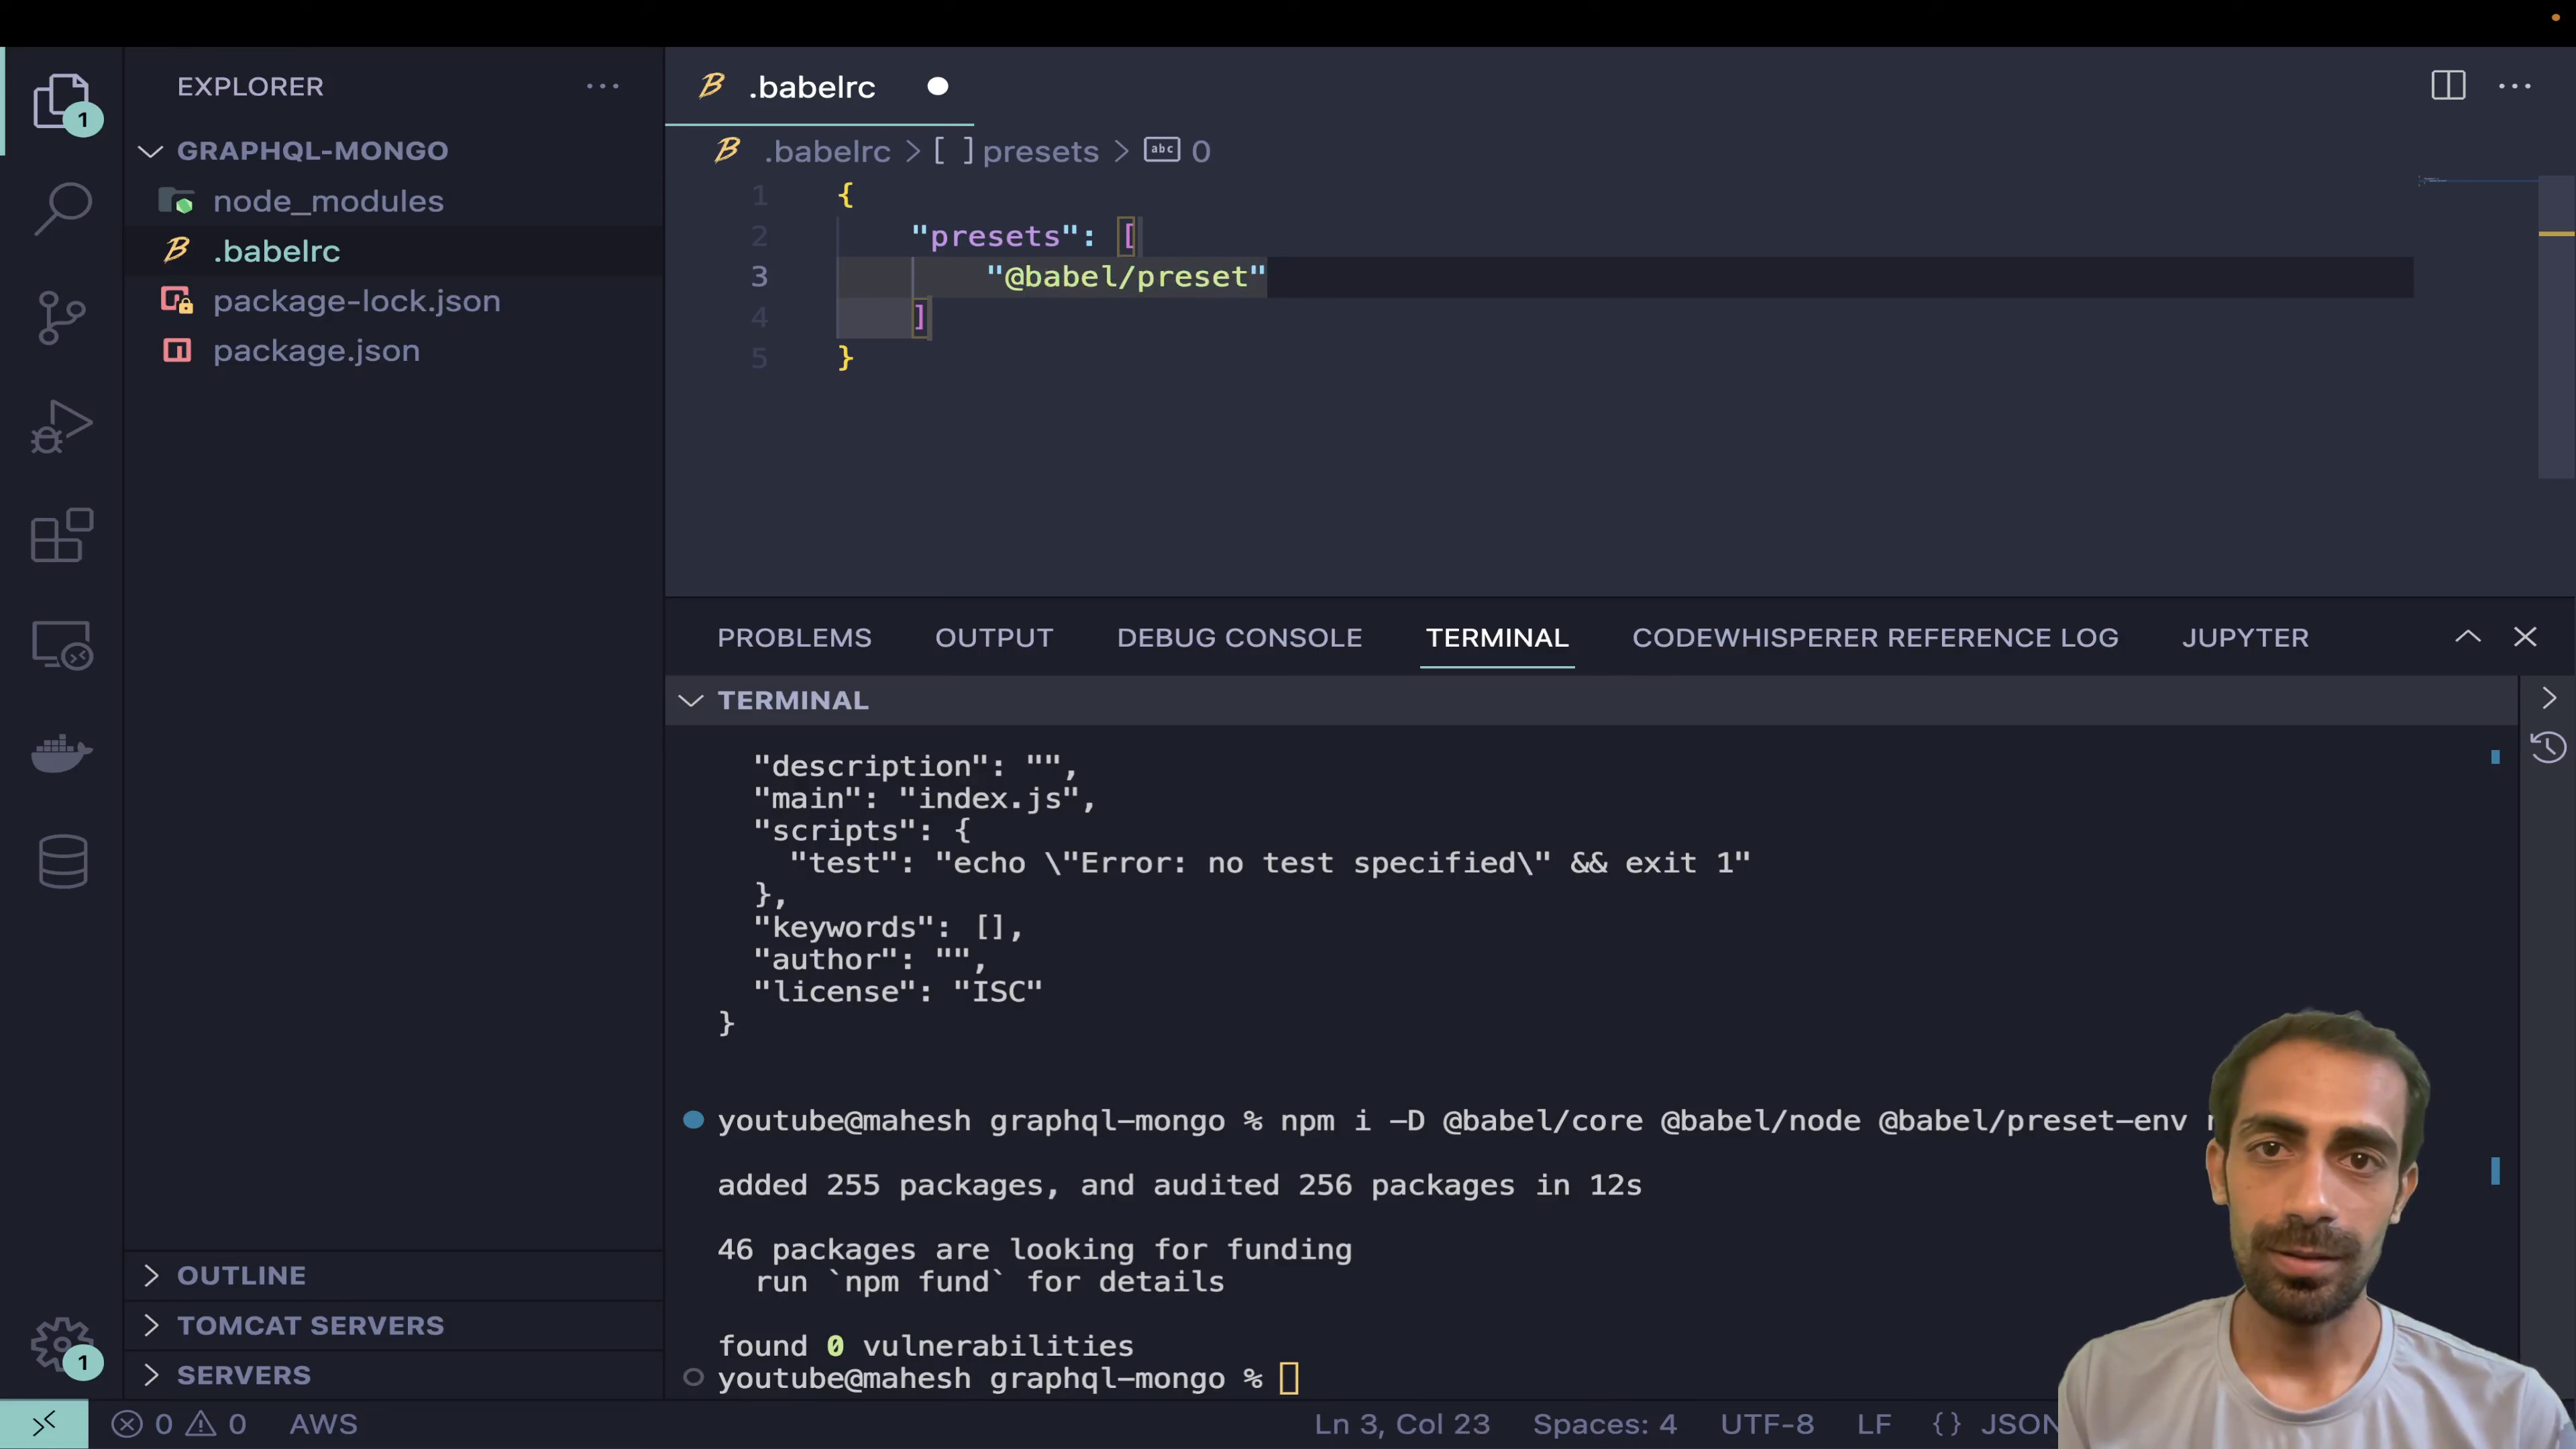 EXPLORER
GRAPHQL-MONGO
node_modules
.babelrc
package-lock.json
package.json
OUTLINE
TOMCAT SERVERS
SERVERS
1
1
.babelrc
.babelrc > [ ] presets > abc 0
1 {
2 "presets": [
3 "@babel/preset"
4 ]
5 }
PROBLEMS OUTPUT DEBUG CONSOLE TERMINAL CODEWHISPERER REFERENCE LOG JUPYTER
TERMINAL
"description": "",
"main": "index.js",
"scripts": {
"test": "echo \"Error: no test specified\" && exit 1"
},
"keywords": [],
"author": "",
"license": "ISC"
}
youtube@mahesh graphql-mongo % npm i -D @babel/core @babel/node @babel/preset-env
added 255 packages, and audited 256 packages in 12s
46 packages are looking for funding
run `npm fund` for details
found 0 vulnerabilities
youtube@mahesh graphql-mongo %
0 0 AWS Ln 3, Col 23 Spaces: 4 UTF-8 LF {} JSON